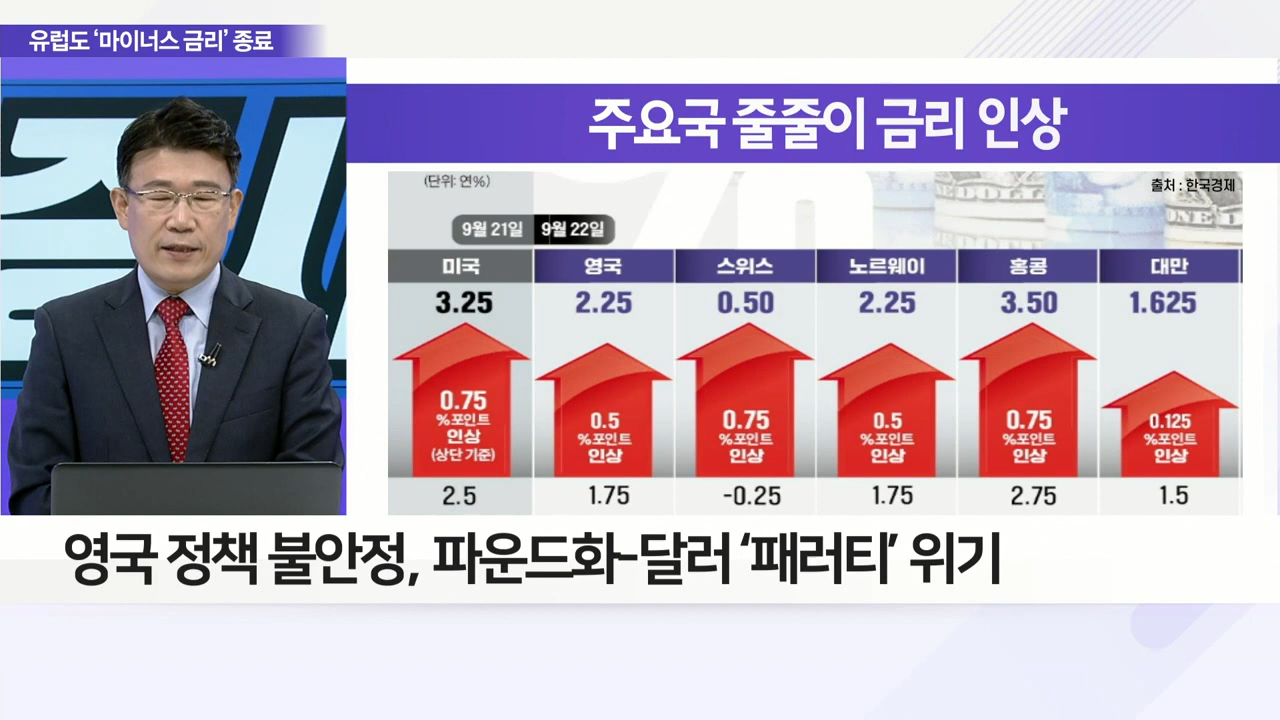 유럽도 ‘마이너스 금리’ 종료
주요국 줄줄이 금리 인상
(단위: 연%)
출처 : 한국경제
9월 21일 9월 22일
미국 영국 스위스 노르웨이 홍콩 대만
3.25 2.25 0.50 2.25 3.50 1.625
0.75 %포인트 인상 (상단 기준)
0.5 %포인트 인상
0.75 %포인트 인상
0.5 %포인트 인상
0.75 %포인트 인상
0.125 %포인트 인상
2.5 1.75 -0.25 1.75 2.75 1.5
영국 정책 불안정, 파운드화-달러 ‘패러티’ 위기